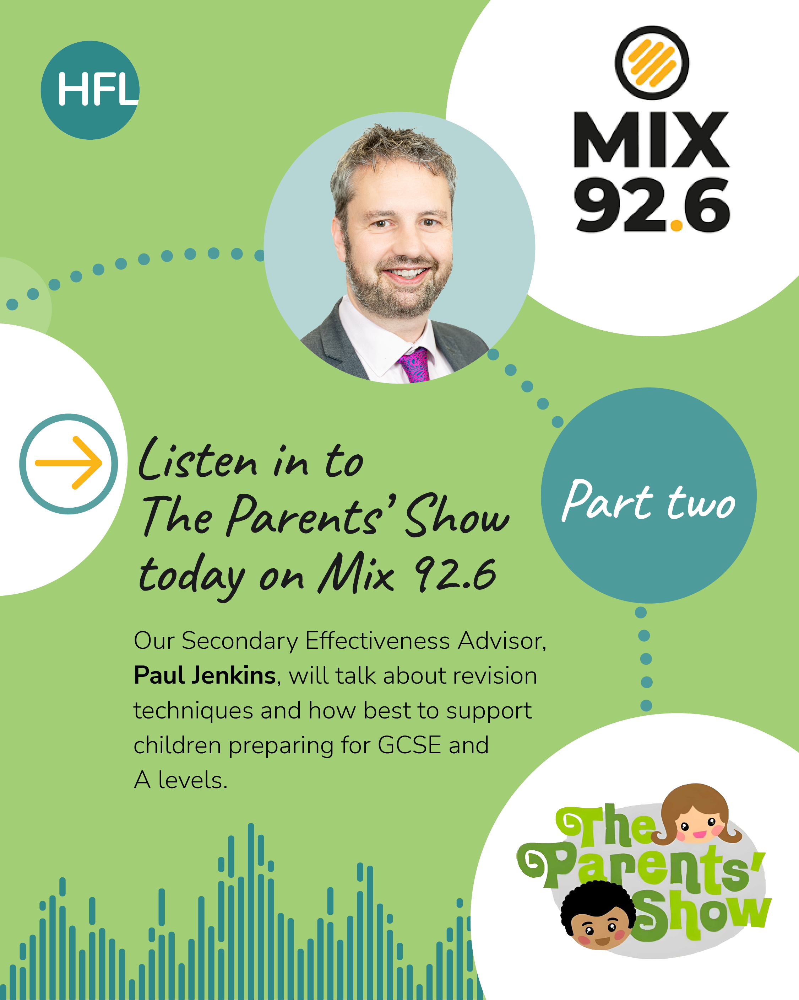 HFL
MIX
92.6
Listen in to
The Parents’ Show
today on Mix 92.6
Part two
Our Secondary Effectiveness Advisor,
Paul Jenkins, will talk about revision
techniques and how best to support
children preparing for GCSE and
A levels.
The
Parents’
Show